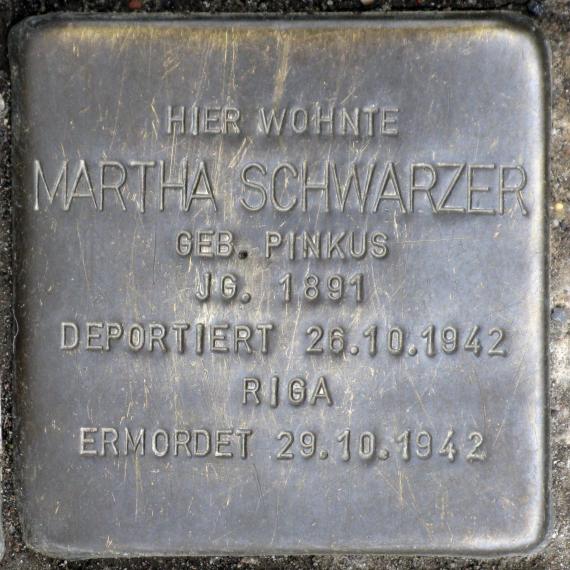 HIER WOHNTE
MARTHA SCHWARZER
GEB. PINKUS
JG. 1891
DEPORTIERT 26.10.1942
RIGA
ERMORDET 29.10.1942